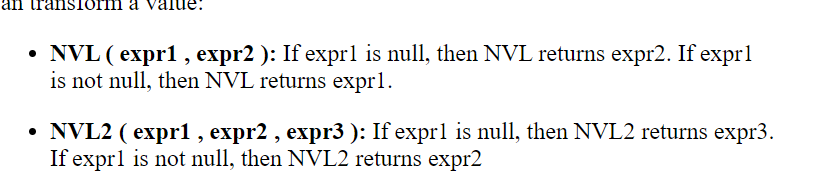 an transform a value:
• NVL ( expr1 , expr2 ): If expr1 is null, then NVL returns expr2. If expr1
is not null, then NVL returns expr1.
• NVL2 ( expr1 , expr2 , expr3 ): If expr1 is null, then NVL2 returns expr3.
If expr1 is not null, then NVL2 returns expr2